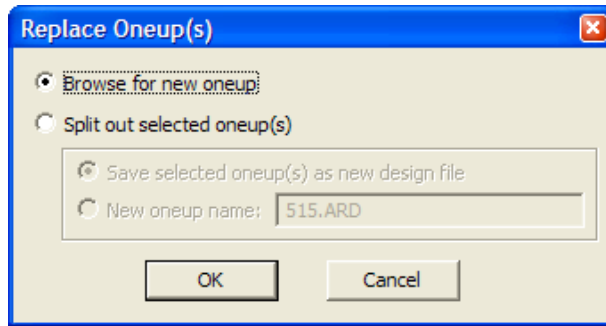 Replace Oneup(s)
Browse for new oneup
Split out selected oneup(s)
Save selected oneup(s) as new design file
New oneup name: 515.ARD
OK Cancel